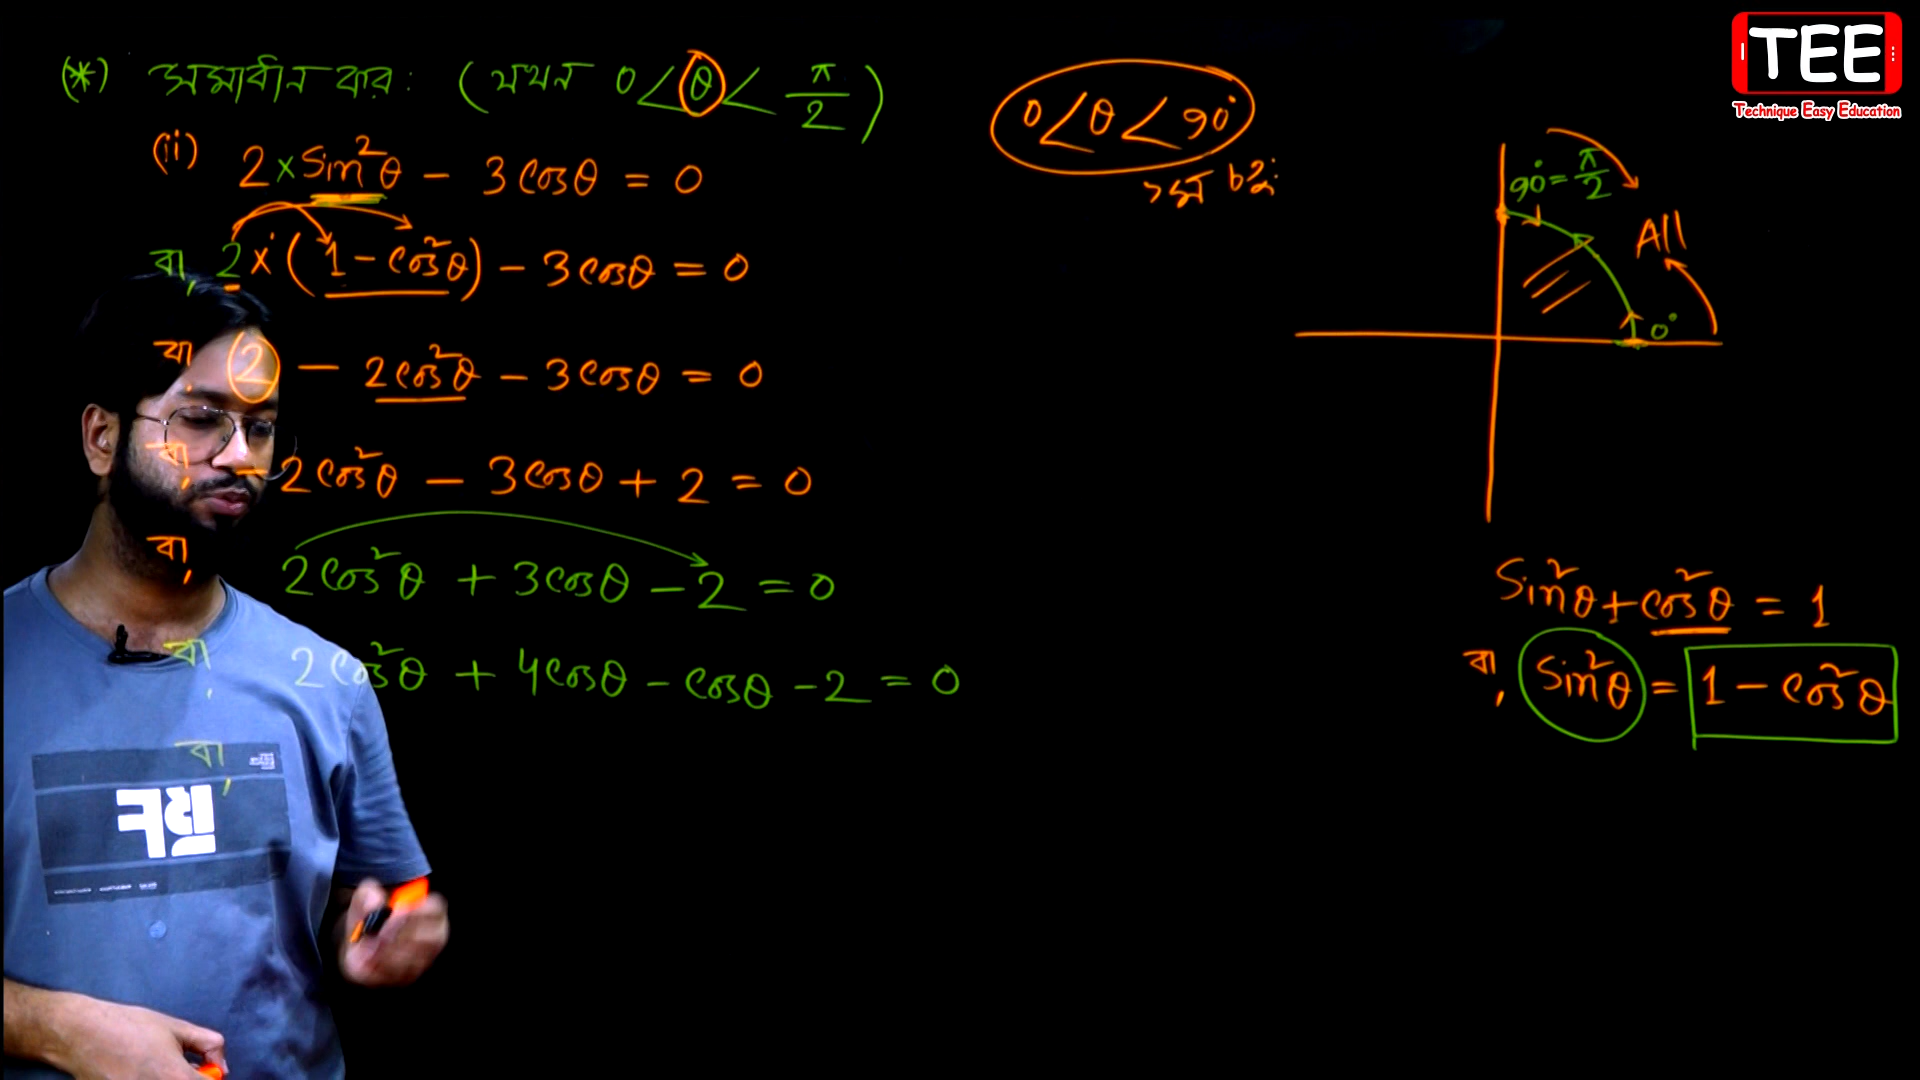 (*) সমাধান কর: (যখন 0<θ<π/2)
(ii) 2×Sin²θ - 3cosθ = 0
বা, 2×(1-cos²θ) - 3cosθ = 0
বা, 2 - 2cos²θ - 3cosθ = 0
বা, -2cos²θ - 3cosθ + 2 = 0
বা, 2cos²θ + 3cosθ - 2 = 0
বা, 2cos²θ + 4cosθ - cosθ - 2 = 0
বা,
0<θ<90°
90° = π/2
All
0°
Sin²θ + cos²θ = 1
বা, Sin²θ = 1 - cos²θ
TEE
Technique Easy Education